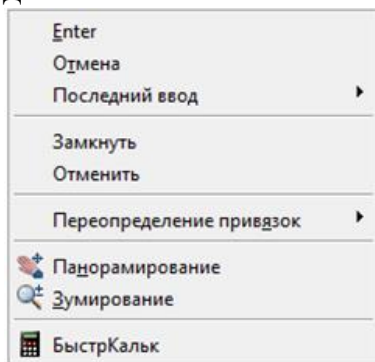 Enter
Отмена
Последний ввод
Замкнуть
Отменить
Переопределение привязок
Панорамирование
Зумирование
БыстрКальк